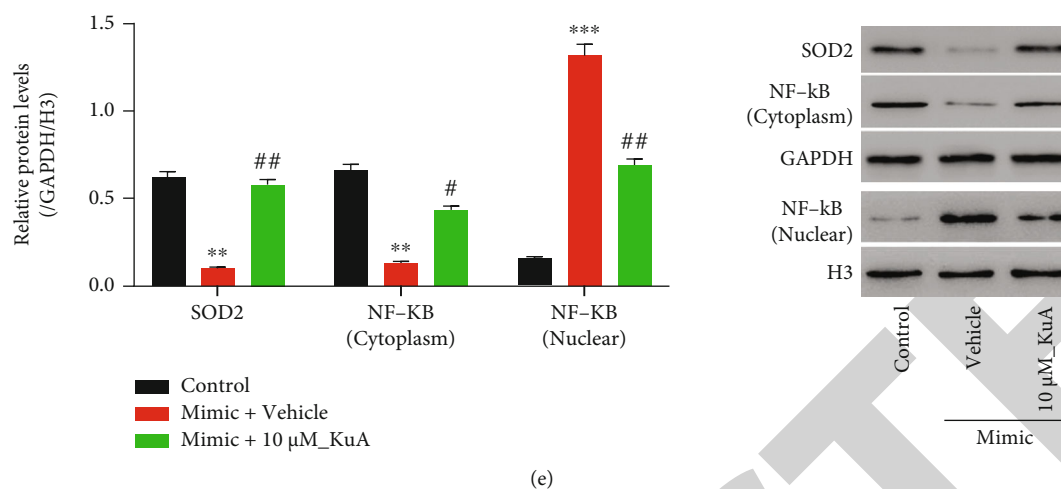 1.5
1.0
0.5
0.0
Relative protein levels
(/GAPDH/H3)
**
##
**
#
***
##
SOD2
NF–KB
(Cytoplasm)
NF–KB
(Nuclear)
Control
Mimic + Vehicle
Mimic + 10 μM_KuA
SOD2
NF–kB
(Cytoplasm)
GAPDH
NF–kB
(Nuclear)
H3
Control
Vehicle
10 μM_KuA
Mimic
(e)